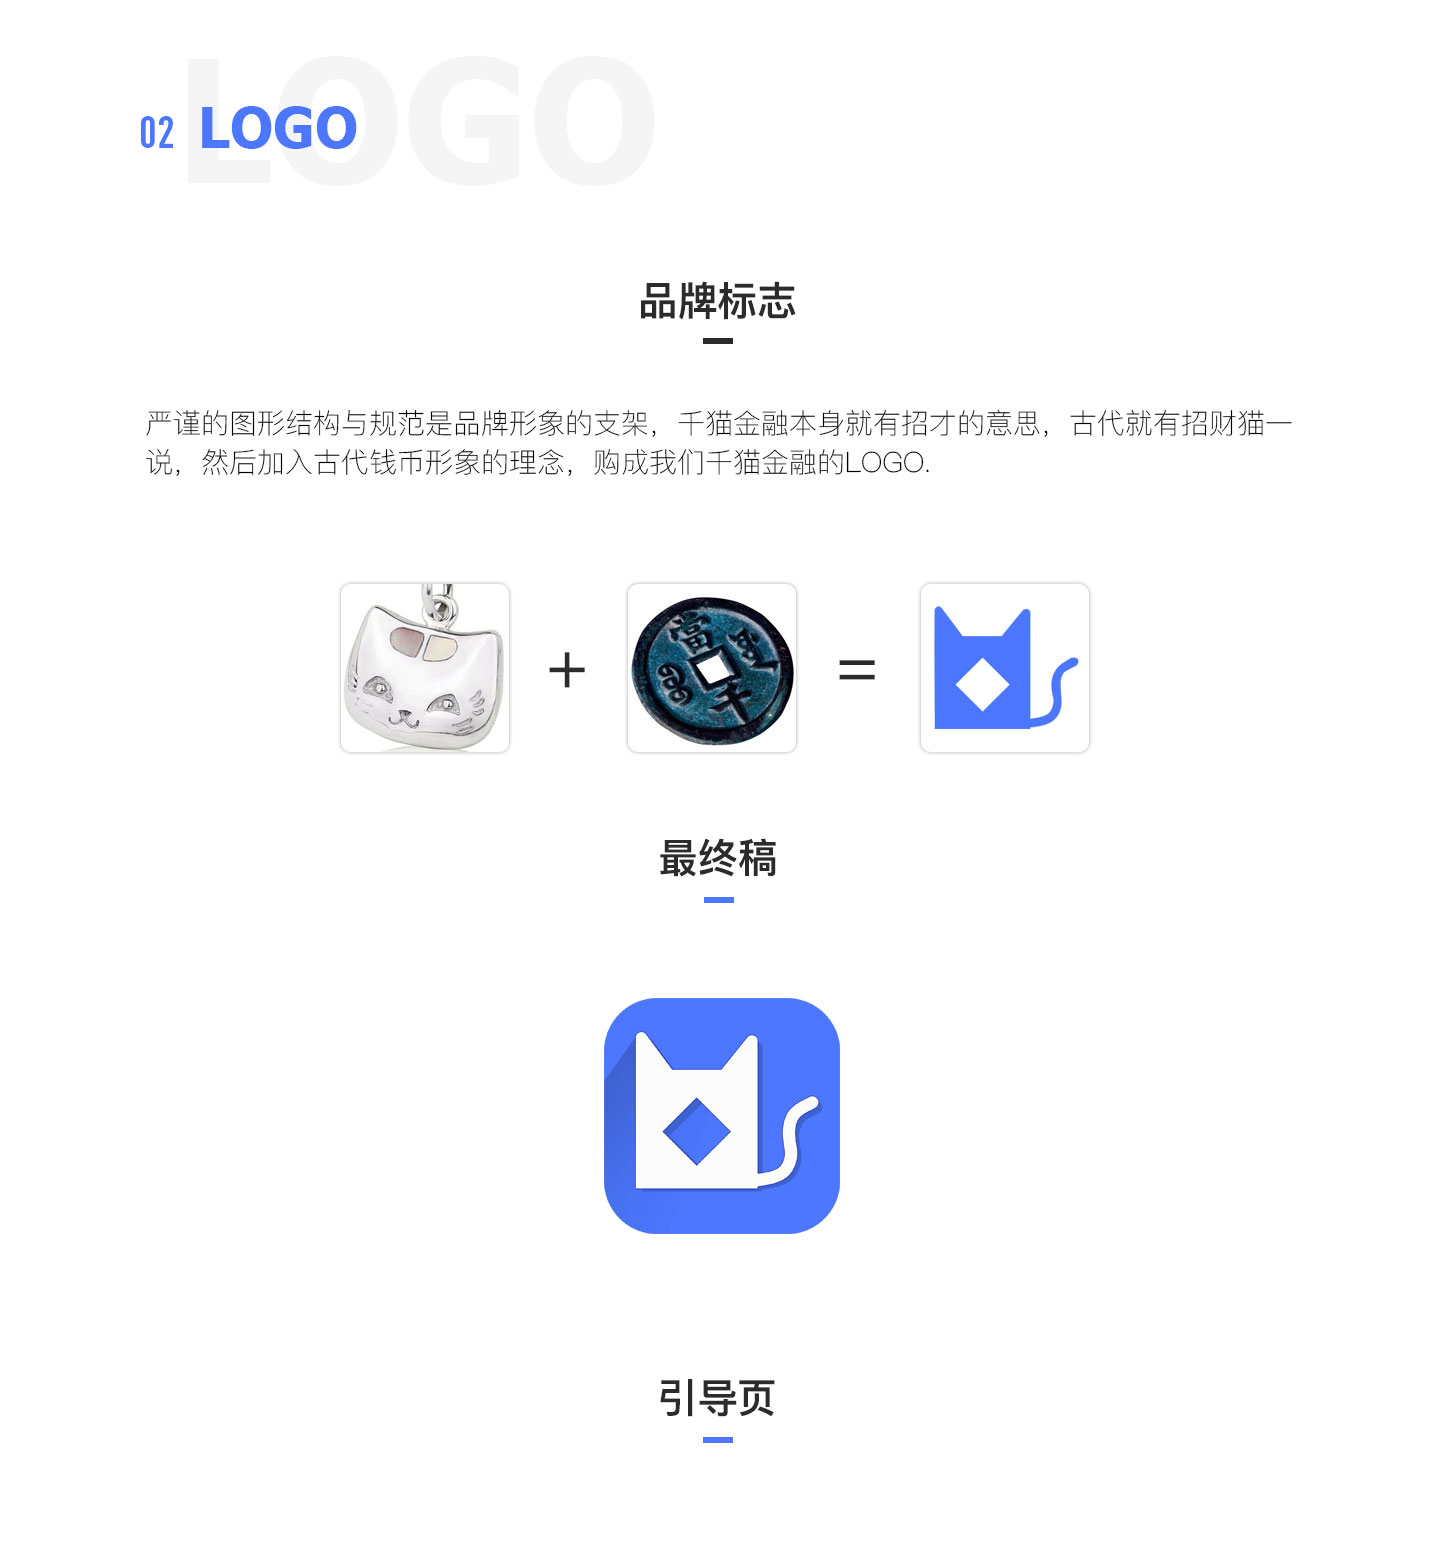 LOGO
02 LOGO
品牌标志
严谨的图形结构与规范是品牌形象的支架，千猫金融本身就有招才的意思，古代就有招财猫一
说，然后加入古代钱币形象的理念，购成我们千猫金融的LOGO.
+
=
當
千
最终稿
引导页